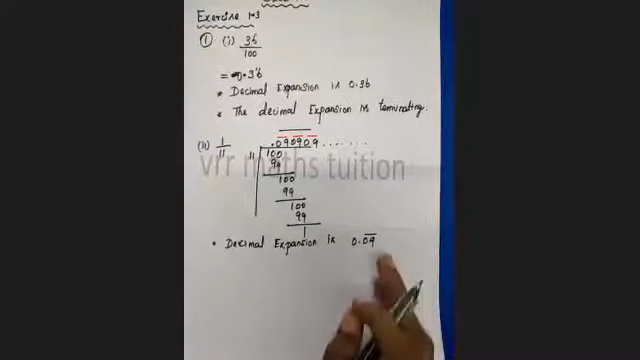 Exercise 1.3
① (i) 36
100
= 0.36
* Decimal Expansion is 0.36
* The decimal Expansion is terminating.
(ii) 1
11
.090909.......
11 100
99
100
99
100
99
1
vrr maths tuition
• Decimal Expansion is 0.09̅